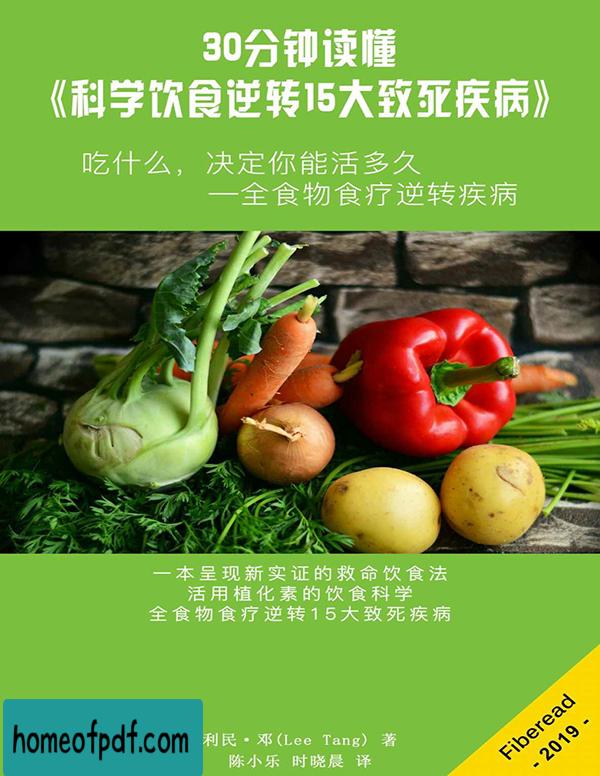 30分钟读懂
《科学饮食逆转15大致死疾病》
吃什么，决定你能活多久
—全食物食疗逆转疾病
一本呈现新实证的救命饮食法
活用植化素的饮食科学
全食物食疗逆转15大致死疾病
利民·邓(Lee Tang) 著
陈小乐 时晓晨 译
Fiberead
- 2019 -
homeofpdf.com